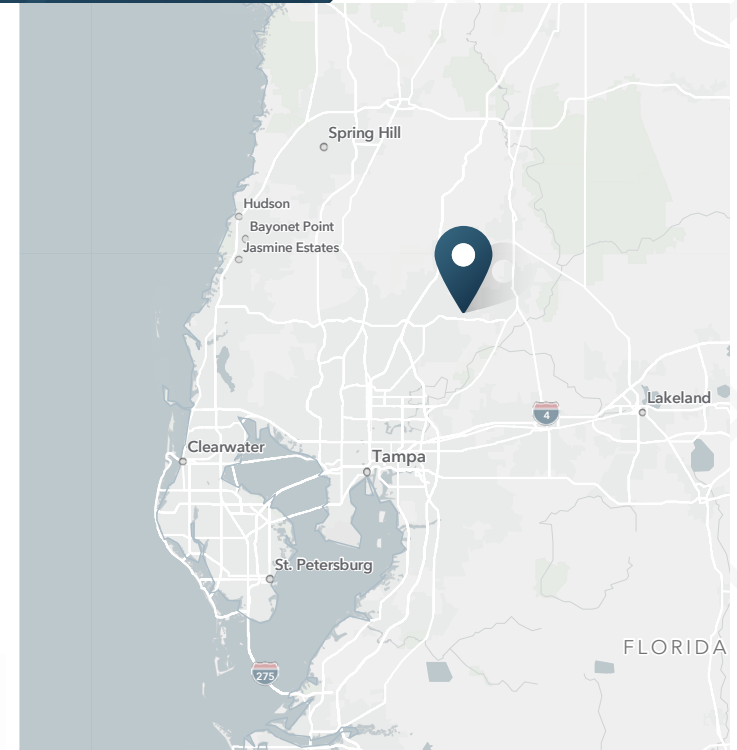 Spring Hill
Hudson
Bayonet Point
Jasmine Estates
Lakeland
4
Clearwater
Tampa
St. Petersburg
FLORIDA
275